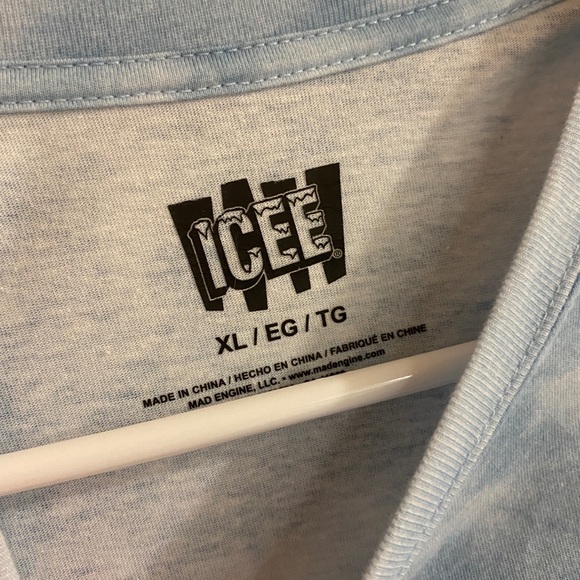 ICEE®
XL / EG / TG
MADE IN CHINA / HECHO EN CHINA / FABRIQUÉ EN CHINE
MAD ENGINE, LLC. * www.madengine.com